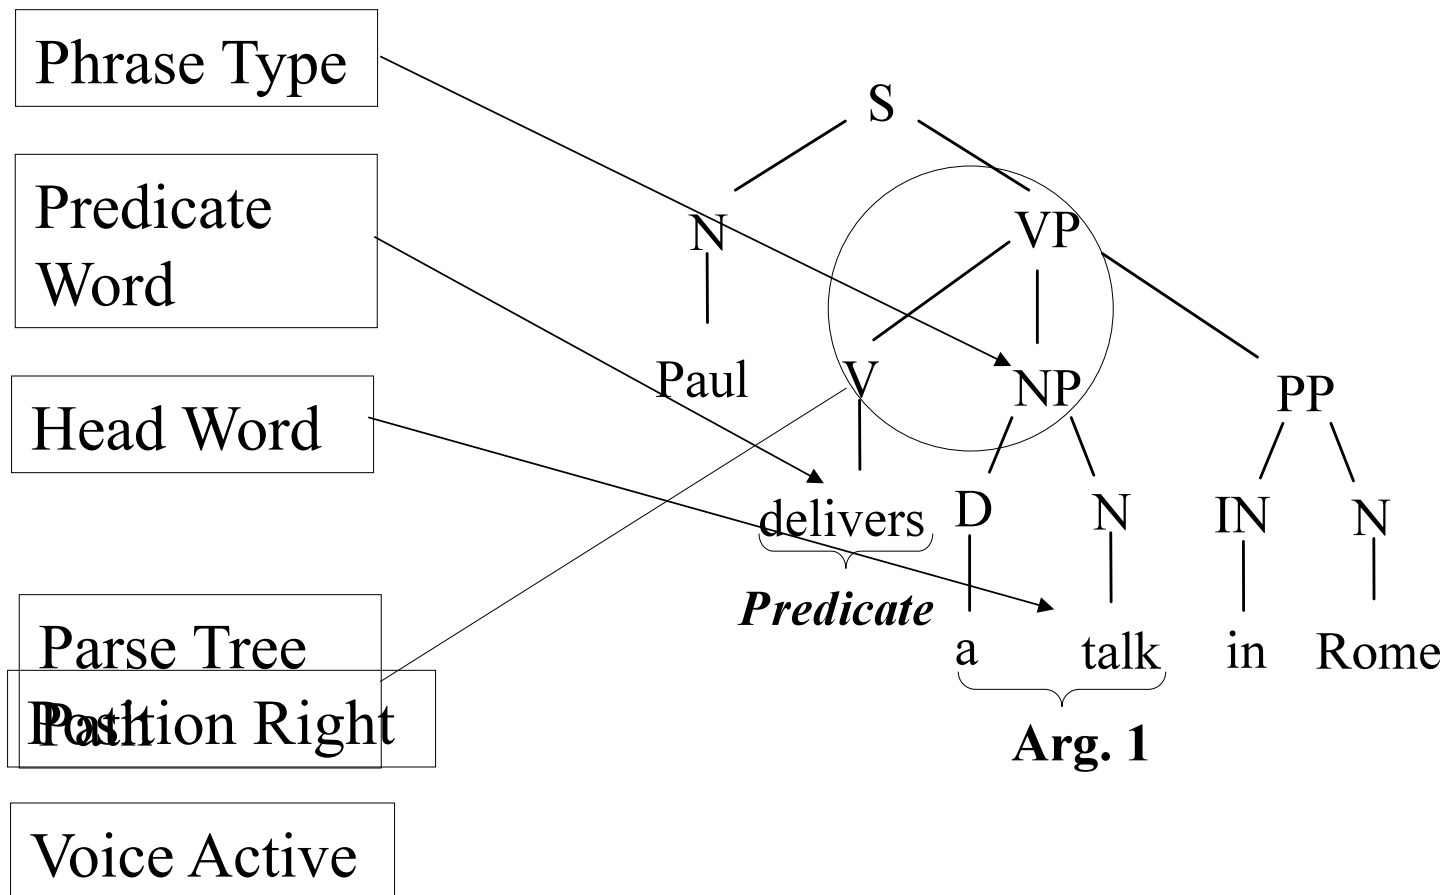 Phrase Type
S
Predicate
Word
N
VP
Paul
V
NP
PP
Head Word
delivers
D
N
IN
N
Predicate
a
talk
in
Rome
Parse Tree
Path
Position Right
Arg. 1
Voice Active